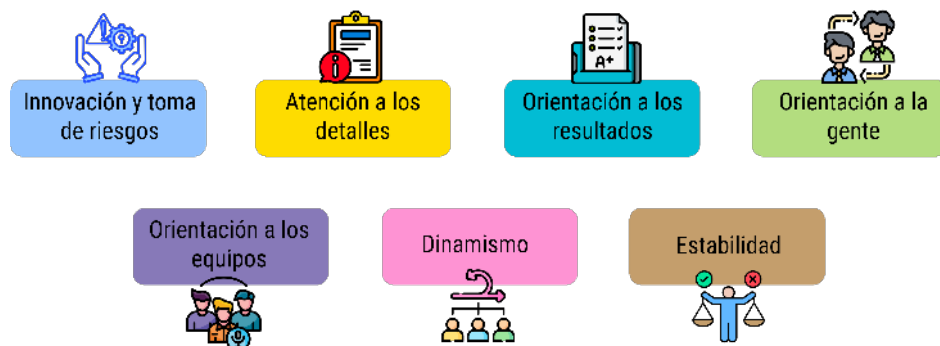 A+
Innovación y toma
de riesgos
Atención a los
detalles
Orientación a los
resultados
Orientación a la
gente
Orientación a los
equipos
Dinamismo
Estabilidad